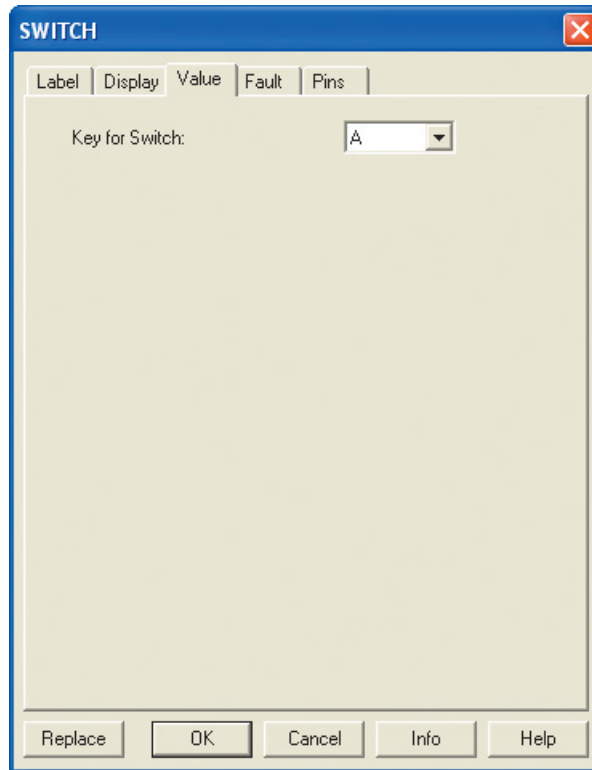 SWITCH
Label Display Value Fault Pins
Key for Switch: A
Replace OK Cancel Info Help